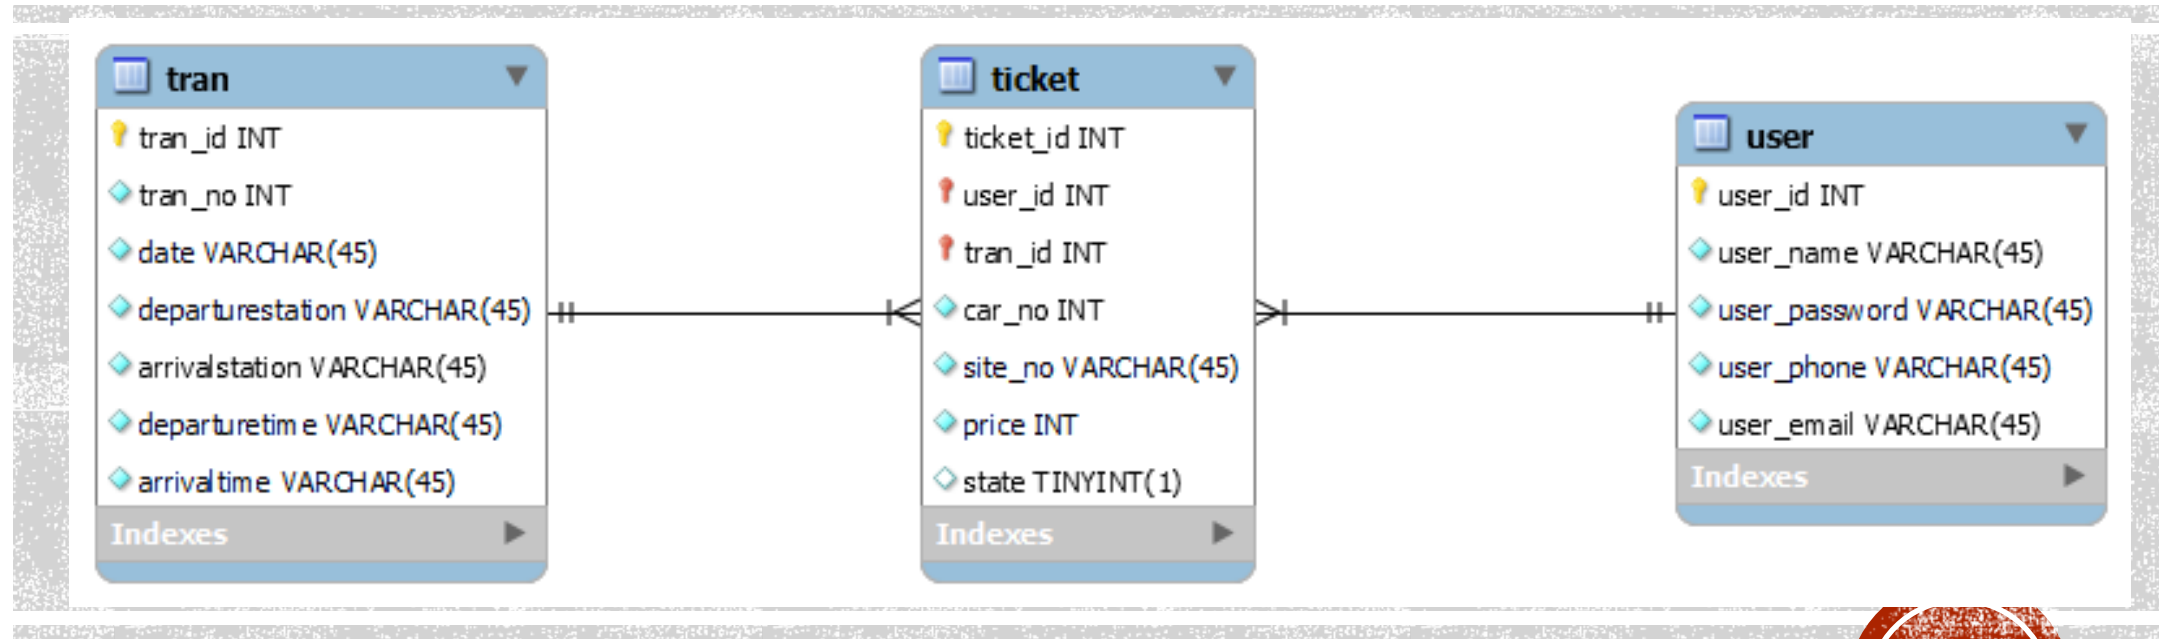 tran
tran_id INT
tran_no INT
date VARCHAR(45)
departurestation VARCHAR(45)
arrivalstation VARCHAR(45)
departuretime VARCHAR(45)
arrivaltime VARCHAR(45)
Indexes
ticket
ticket_id INT
user_id INT
tran_id INT
car_no INT
site_no VARCHAR(45)
price INT
state TINYINT(1)
Indexes
user
user_id INT
user_name VARCHAR(45)
user_password VARCHAR(45)
user_phone VARCHAR(45)
user_email VARCHAR(45)
Indexes